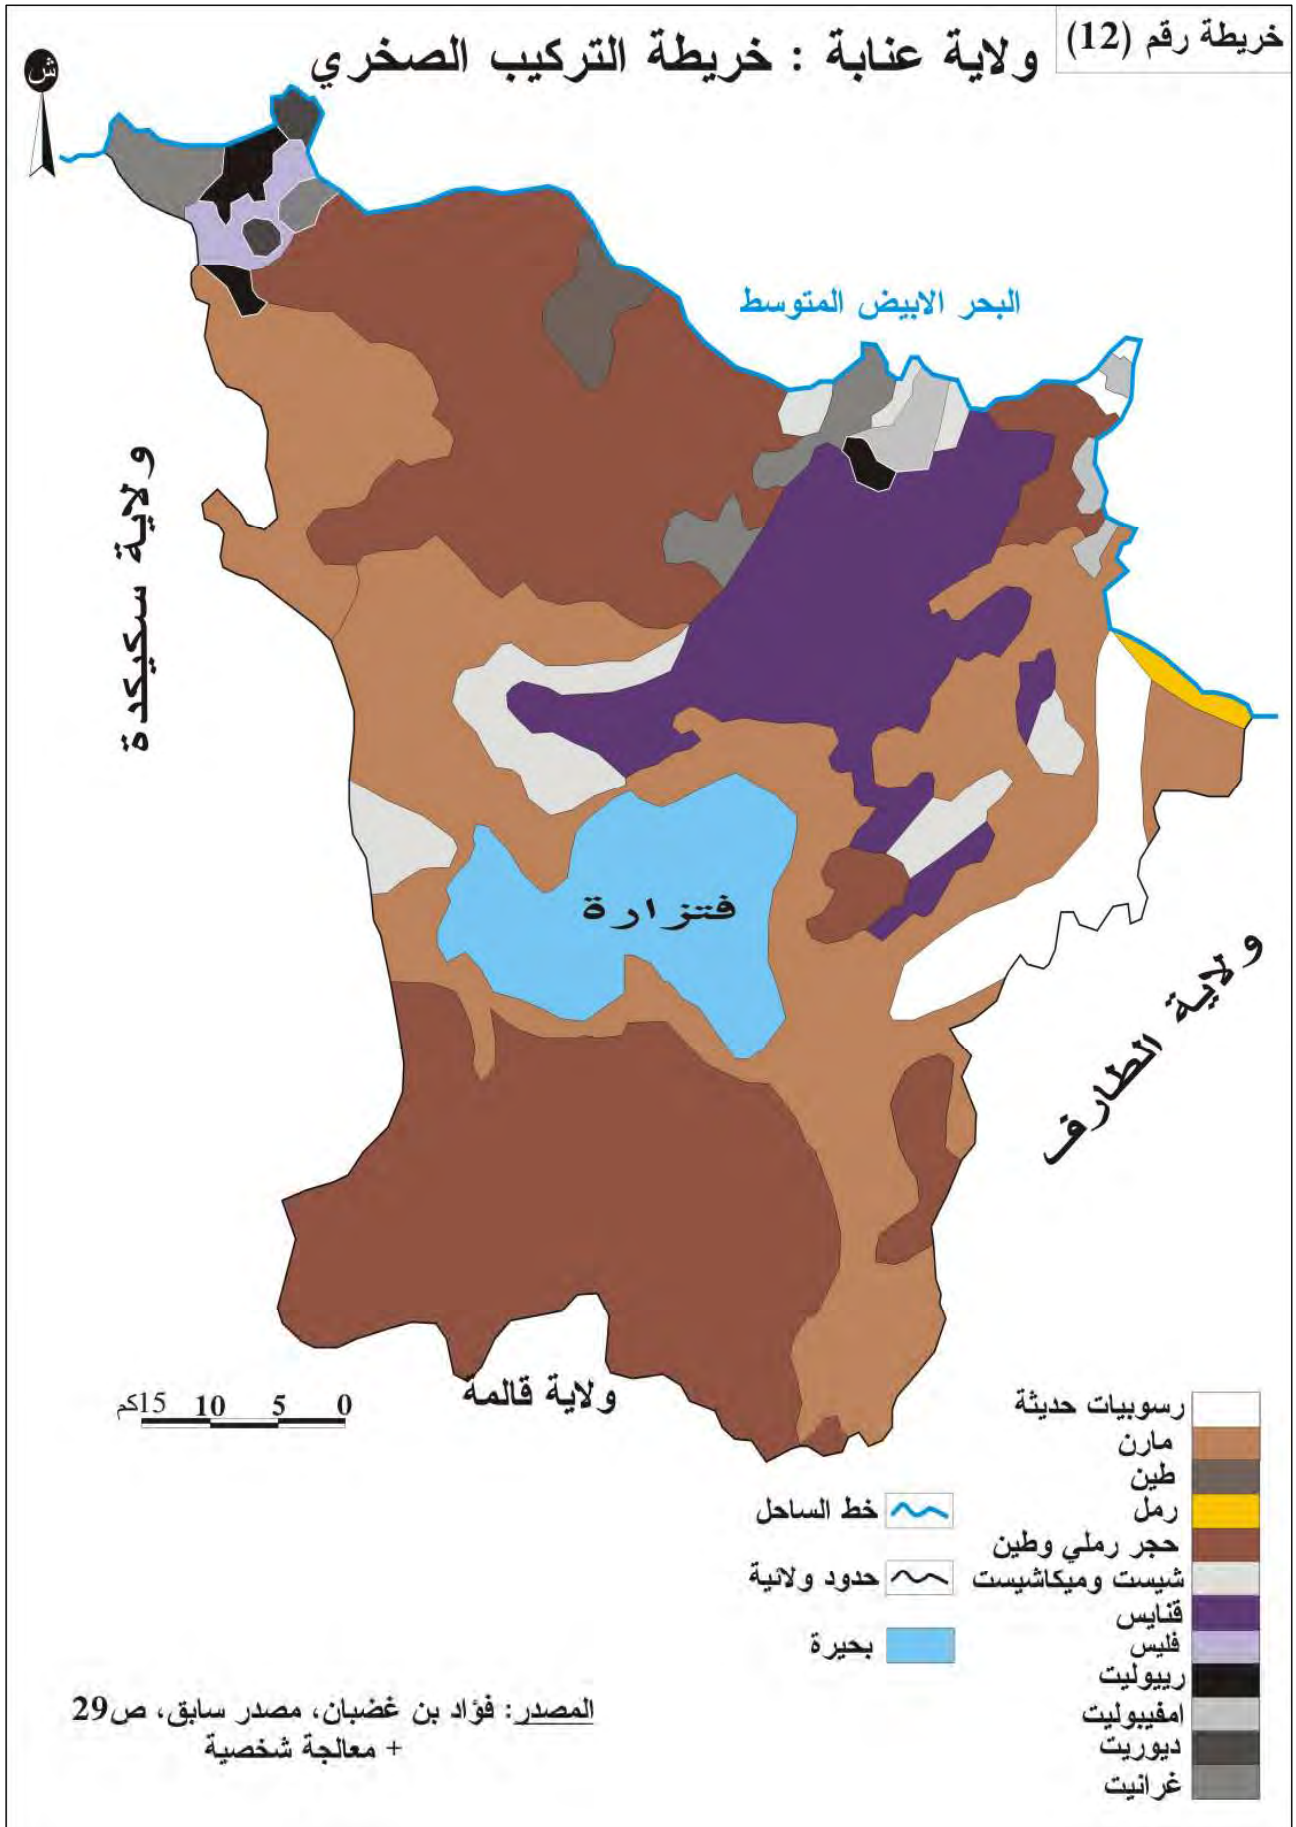 خريطة رقم (12)
ولاية عنابة : خريطة التركيب الصخري
ش
البحر الابيض المتوسط
ولاية سكيكدة
فتزارة
ولاية الطارف
ولاية قالمة
15كم 10 5 0
رسوبيات حديثة
مارن
طين
رمل
حجر رملي وطين
شيست وميكاشيست
قنايس
فليس
ريبوليت
امفيبوليت
ديوريت
غرانيت
خط الساحل
حدود ولائية
بحيرة
المصدر: فؤاد بن غضبان، مصدر سابق، ص29
+ معالجة شخصية